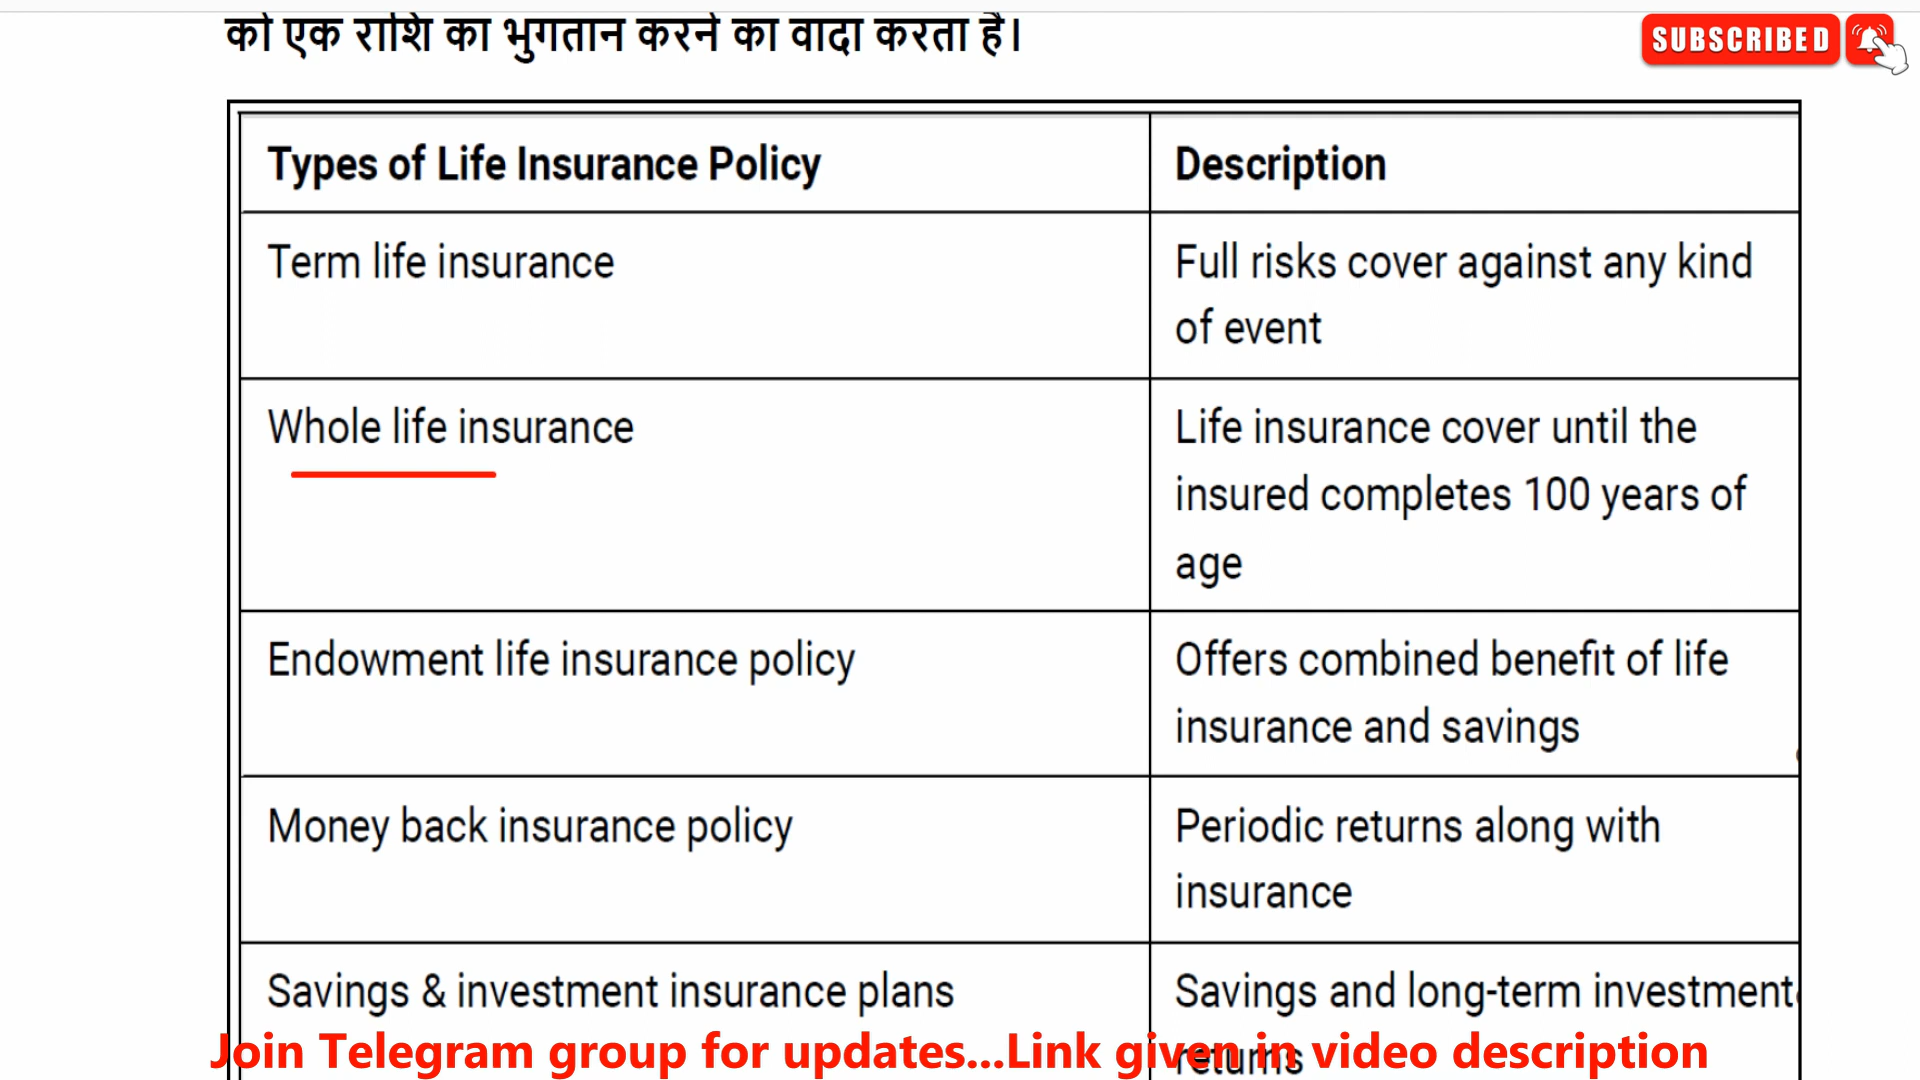 को एक राशि का भुगतान करने का वादा करता है।
SUBSCRIBED
Types of Life Insurance Policy
Description
Term life insurance
Full risks cover against any kind
of event
Whole life insurance
Life insurance cover until the
insured completes 100 years of
age
Endowment life insurance policy
Offers combined benefit of life
insurance and savings
Money back insurance policy
Periodic returns along with
insurance
Savings & investment insurance plans
Savings and long-term investment
returns
Join Telegram group for updates...Link given in video description